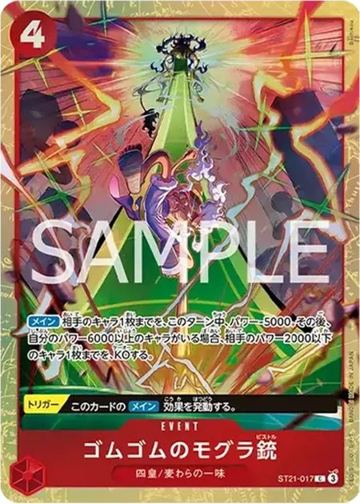 4
SAMPLE
メイン 相手のキャラ1枚までを、このターン中、パワー-5000。その後、
自分のパワー6000以上のキャラがいる場合、相手のパワー2000以下
のキャラ1枚までを、KOする。
トリガー このカードの メイン 効果を発動する。
EVENT
ゴムゴムのモグラ銃
四皇/麦わらの一味
ST21-017 C 3